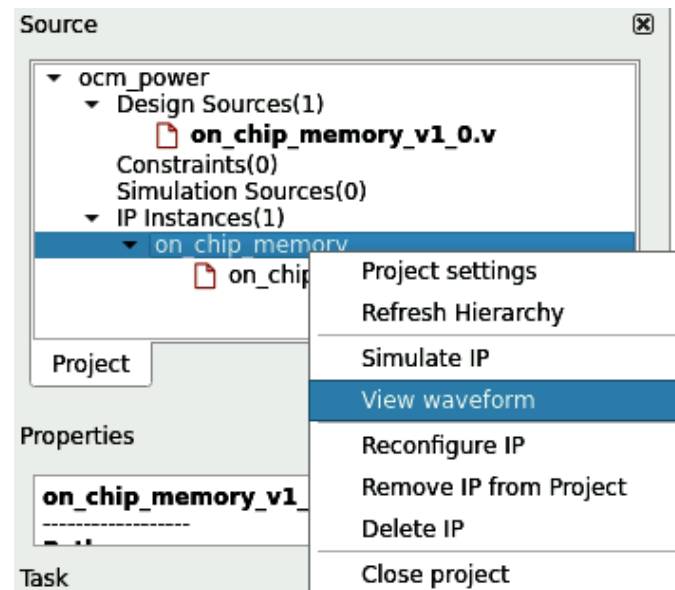 Source
ocm_power
Design Sources(1)
on_chip_memory_v1_0.v
Constraints(0)
Simulation Sources(0)
IP Instances(1)
on_chip_memory
on_chip
Project settings
Refresh Hierarchy
Simulate IP
View waveform
Reconfigure IP
Remove IP from Project
Delete IP
Close project
Project
Properties
on_chip_memory_v1_
------------------
Task